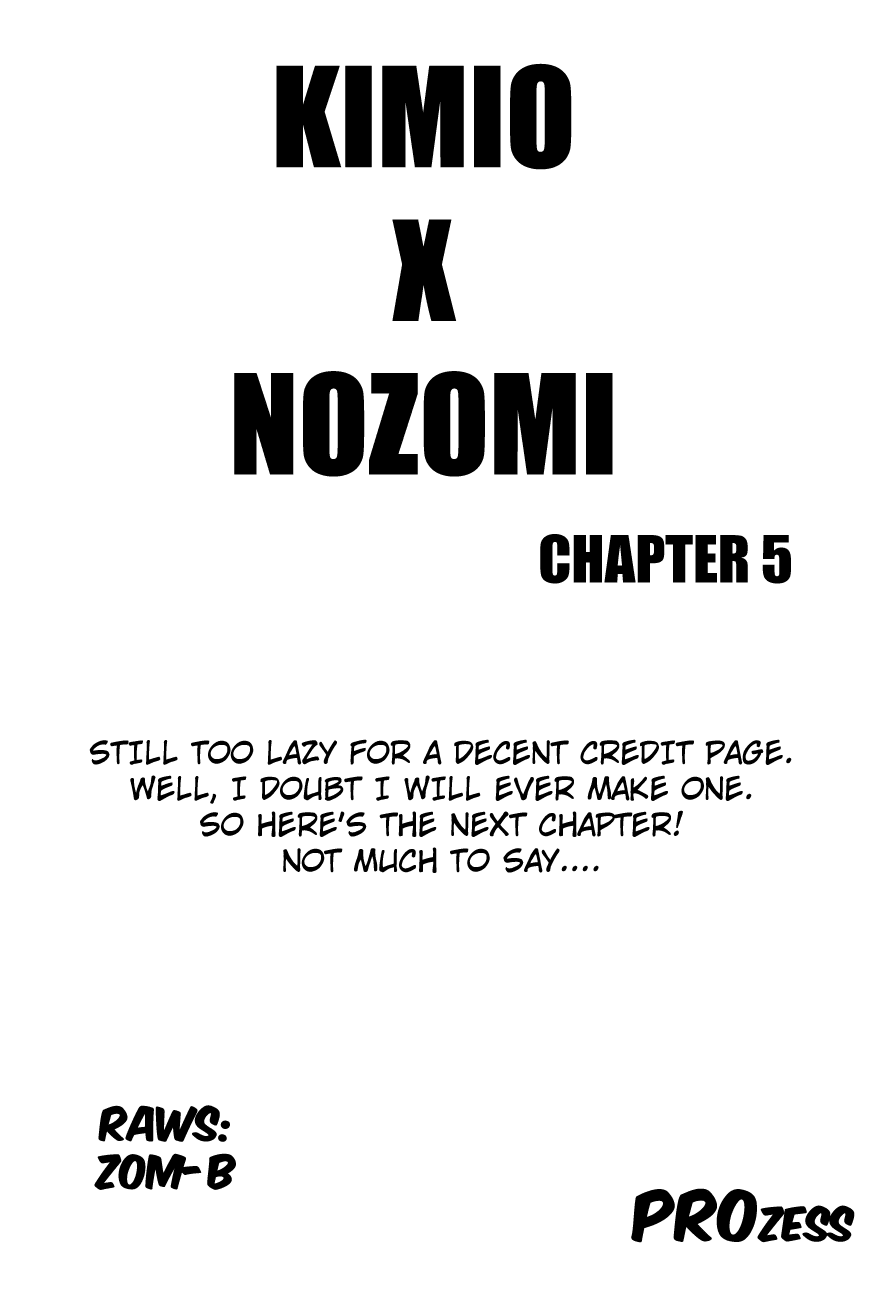 KIMIO
X
NOZOMI
CHAPTER 5
STILL TOO LAZY FOR A DECENT CREDIT PAGE.
WELL, I DOUBT I WILL EVER MAKE ONE.
SO HERE'S THE NEXT CHAPTER!
NOT MUCH TO SAY....
RAWS:
ZOM-B
PROZESS